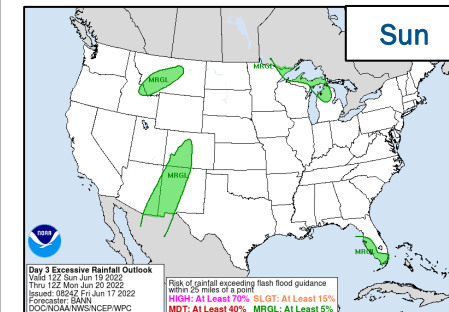 Sun
MRGL
MRGL
MRGL
MRGL
NOAA
Day 3 Excessive Rainfall Outlook
Valid 12Z Sun Jun 19 2022
Thru 12Z Mon Jun 20 2022
Issued: 0824Z Fri Jun 17 2022
Forecaster: BANN
DOC/NOAA/NWS/NCEP/WPC
Risk of rainfall exceeding flash flood guidance
within 25 miles of a point
HIGH: At Least 70% SLGT: At Least 15%
MDT: At Least 40% MRGL: At Least 5%